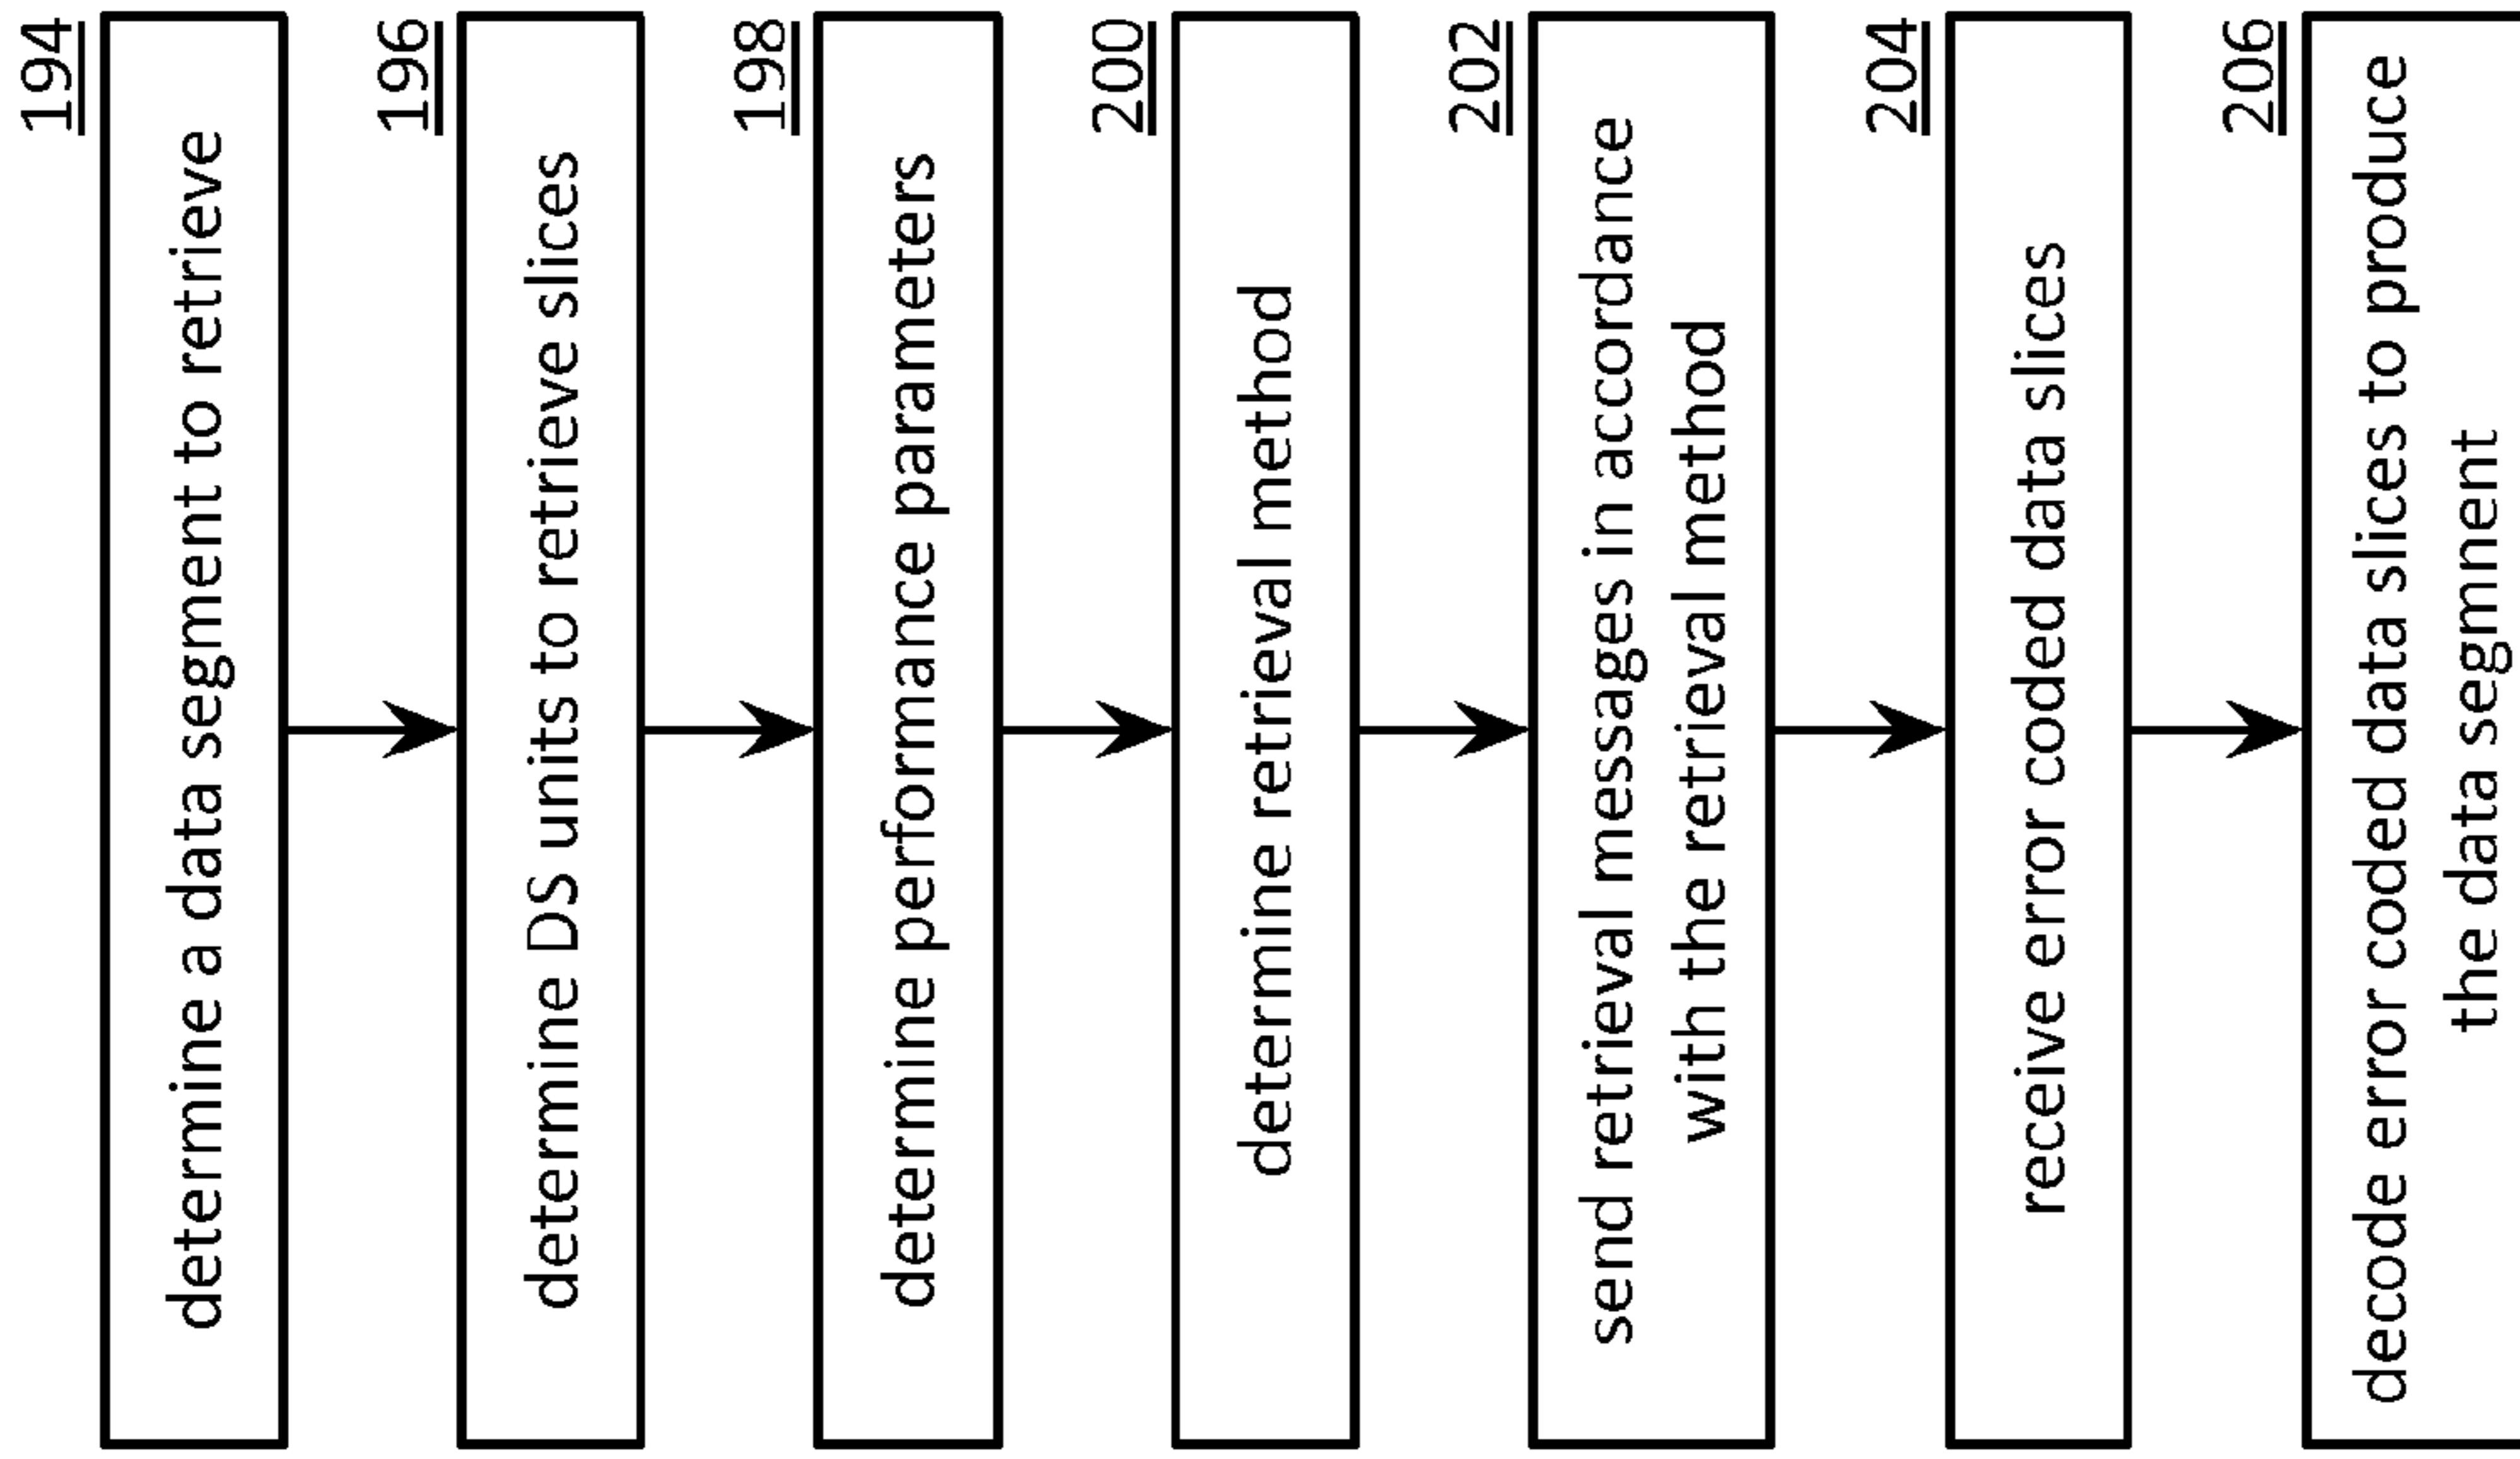 194
determine a data segment to retrieve
196
determine DS units to retrieve slices
198
determine performance parameters
200
determine retrieval method
202
send retrieval messages in accordance
with the retrieval method
204
receive error coded data slices
206
decode error coded data slices to produce
the data segment